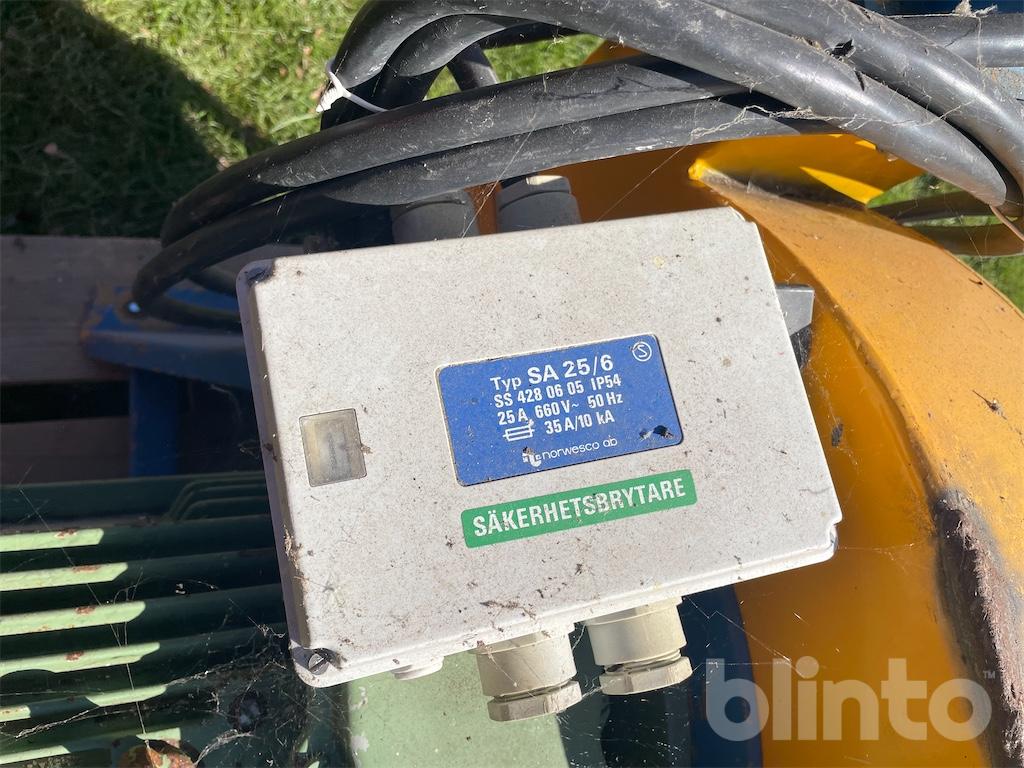 Typ SA 25/6
S
SS 428 06 05 IP54
25 A 660 V~ 50 Hz
35 A/10 kA
norwesco ab
SÄKERHETSBRYTARE
blinto™